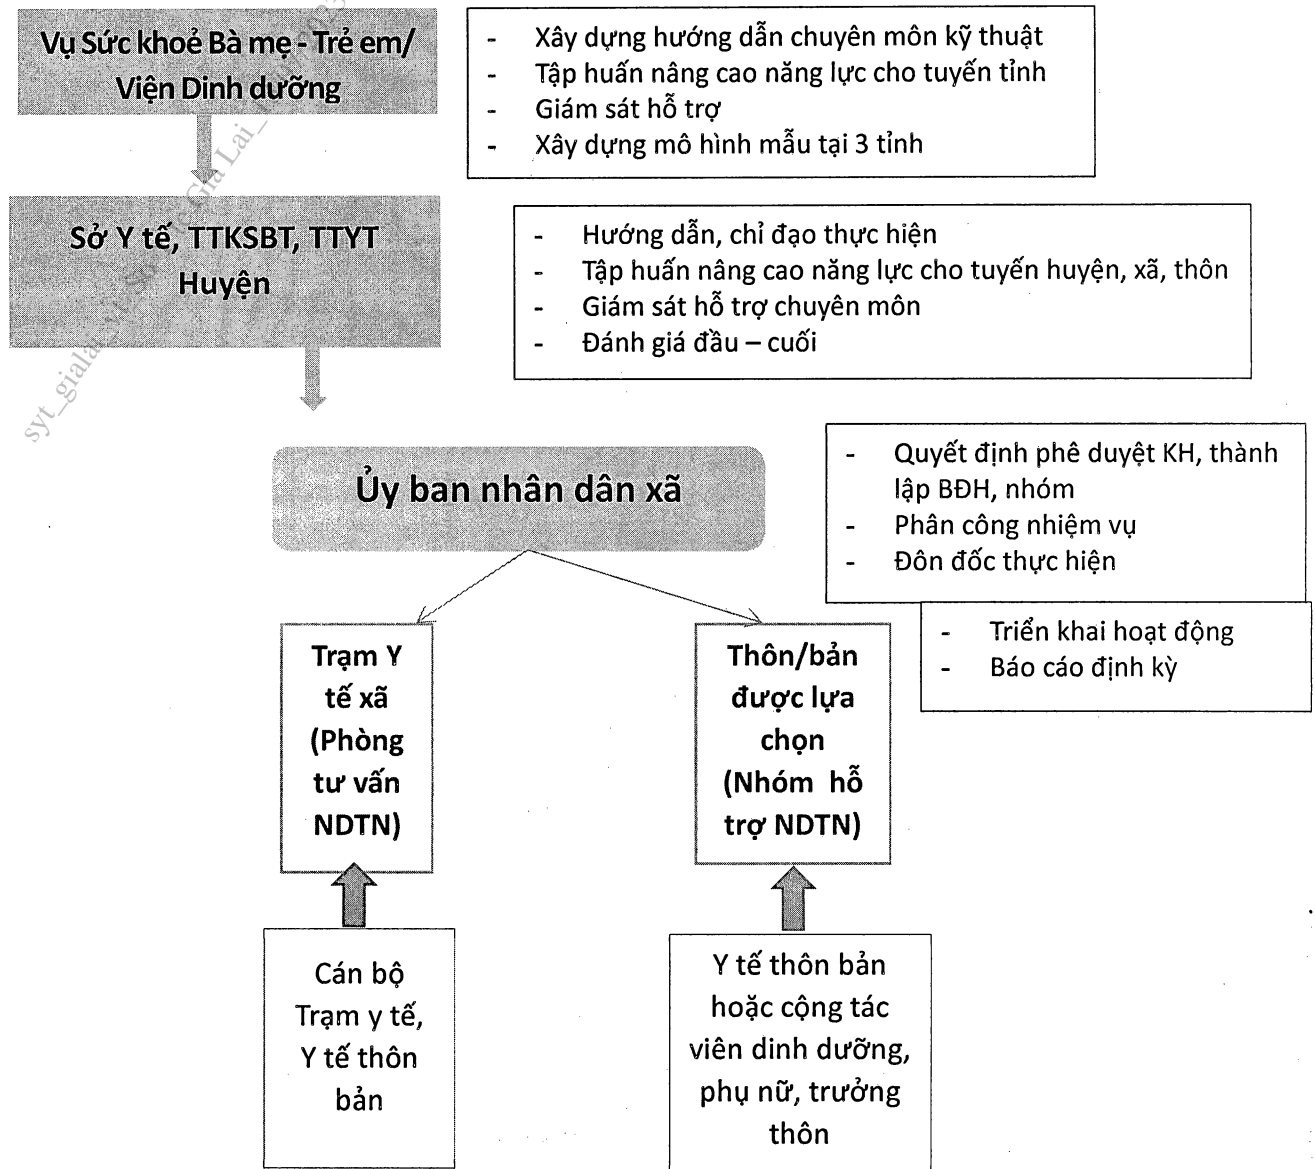 Vụ Sức khoẻ Bà mẹ - Trẻ em/
Viện Dinh dưỡng
- Xây dựng hướng dẫn chuyên môn kỹ thuật
- Tập huấn nâng cao năng lực cho tuyến tỉnh
- Giám sát hỗ trợ
- Xây dựng mô hình mẫu tại 3 tỉnh
Sở Y tế, TTKSBT, TTYT
Huyện
- Hướng dẫn, chỉ đạo thực hiện
- Tập huấn nâng cao năng lực cho tuyến huyện, xã, thôn
- Giám sát hỗ trợ chuyên môn
- Đánh giá đầu – cuối
Ủy ban nhân dân xã
- Quyết định phê duyệt KH, thành
lập BĐH, nhóm
- Phân công nhiệm vụ
- Đôn đốc thực hiện
- Triển khai hoạt động
- Báo cáo định kỳ
Trạm Y
tế xã
(Phòng
tư vấn
NDTN)
Thôn/bản
được lựa
chọn
(Nhóm hỗ
trợ NDTN)
Cán bộ
Trạm y tế,
Y tế thôn
bản
Y tế thôn bản
hoặc cộng tác
viên dinh dưỡng,
phụ nữ, trưởng
thôn